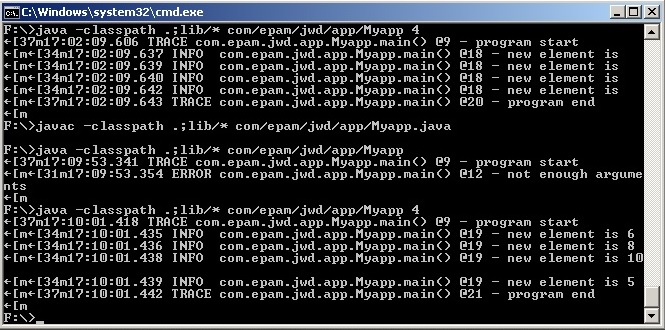 C:\Windows\system32\cmd.exe
F:\>java -classpath .;lib/* com/epam/jwd/app/Myapp 4
←[37m17:02:09.606 TRACE com.epam.jwd.app.Myapp.main() @9 - program start
←[m←[34m17:02:09.637 INFO  com.epam.jwd.app.Myapp.main() @18 - new element is
←[m←[34m17:02:09.639 INFO  com.epam.jwd.app.Myapp.main() @18 - new element is
←[m←[34m17:02:09.640 INFO  com.epam.jwd.app.Myapp.main() @18 - new element is
←[m←[34m17:02:09.642 INFO  com.epam.jwd.app.Myapp.main() @18 - new element is
←[m←[37m17:02:09.643 TRACE com.epam.jwd.app.Myapp.main() @20 - program end
←[m
F:\>javac -classpath .;lib/* com/epam/jwd/app/Myapp.java
F:\>java -classpath .;lib/* com/epam/jwd/app/Myapp
←[37m17:09:53.341 TRACE com.epam.jwd.app.Myapp.main() @9 - program start
←[m←[31m17:09:53.354 ERROR com.epam.jwd.app.Myapp.main() @12 - not enough argume
nts
←[m
F:\>java -classpath .;lib/* com/epam/jwd/app/Myapp 4
←[37m17:10:01.418 TRACE com.epam.jwd.app.Myapp.main() @9 - program start
←[m←[34m17:10:01.435 INFO  com.epam.jwd.app.Myapp.main() @19 - new element is 6
←[m←[34m17:10:01.436 INFO  com.epam.jwd.app.Myapp.main() @19 - new element is 8
←[m←[34m17:10:01.438 INFO  com.epam.jwd.app.Myapp.main() @19 - new element is 10
←[m←[34m17:10:01.439 INFO  com.epam.jwd.app.Myapp.main() @19 - new element is 5
←[m←[37m17:10:01.442 TRACE com.epam.jwd.app.Myapp.main() @21 - program end
←[m
F:\>